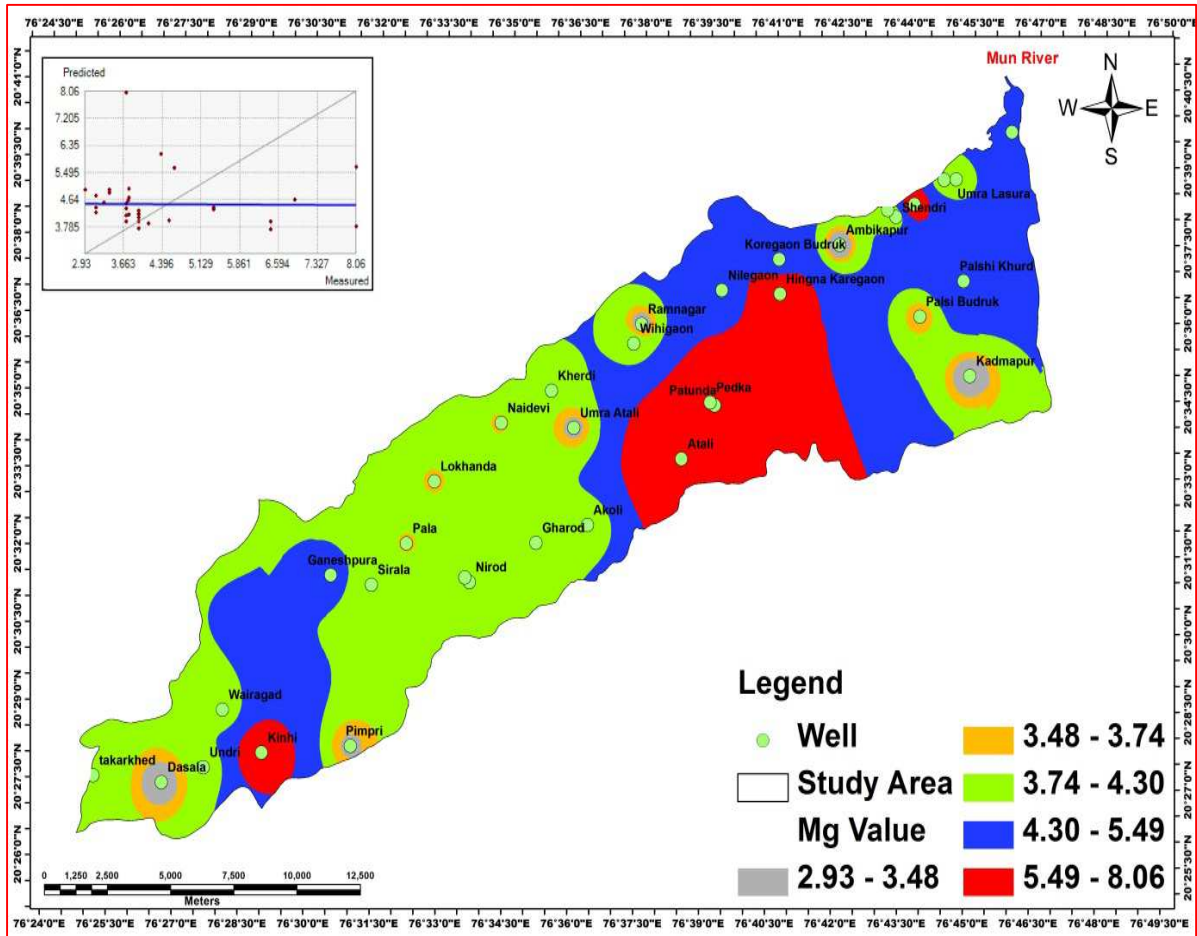 76°24'30"E 76°26'0"E 76°27'30"E 76°29'0"E 76°30'30"E 76°32'0"E 76°33'30"E 76°35'0"E 76°36'30"E 76°38'0"E 76°39'30"E 76°41'0"E 76°42'30"E 76°44'0"E 76°45'30"E 76°47'0"E 76°48'30"E 76°50'0"E
20°41'0"N
20°39'30"N
20°38'0"N
20°36'30"N
20°35'0"N
20°33'30"N
20°32'0"N
20°30'30"N
20°29'0"N
20°27'30"N
20°26'0"N
Predicted
8.06
7.205
6.35
5.495
4.64
3.785
2.93 3.663 4.396 5.129 5.861 6.594 7.327 8.06
Measured
Mun River
N
W E
S
Umra Lasura
Shendri
Ambikapur
Koregaon Budruk
Palshi Khurd
Nilegaon
Hingna Karegaon
Palsi Budruk
Ramnagar
Wihigaon
Kadmapur
Kherdi
Patunda
Pedka
Naidevi
Umra Atali
Atali
Lokhanda
Akoli
Pala
Gharod
Ganeshpura
Sirala
Nirod
Wairagad
Pimpri
Kinhi
Undri
takarkhed
Dasala
Legend
Well
Study Area
Mg Value
2.93 - 3.48
3.48 - 3.74
3.74 - 4.30
4.30 - 5.49
5.49 - 8.06
0 1,250 2,500 5,000 7,500 10,000 12,500
Meters
20°40'30"N
20°39'0"N
20°37'30"N
20°36'0"N
20°34'30"N
20°33'0"N
20°31'30"N
20°30'0"N
20°28'30"N
20°27'0"N
20°25'30"N
76°24'0"E 76°25'30"E 76°27'0"E 76°28'30"E 76°30'0"E 76°31'30"E 76°33'0"E 76°34'30"E 76°36'0"E 76°37'30"E 76°39'0"E 76°40'30"E 76°42'0"E 76°43'30"E 76°45'0"E 76°46'30"E 76°48'0"E 76°49'30"E